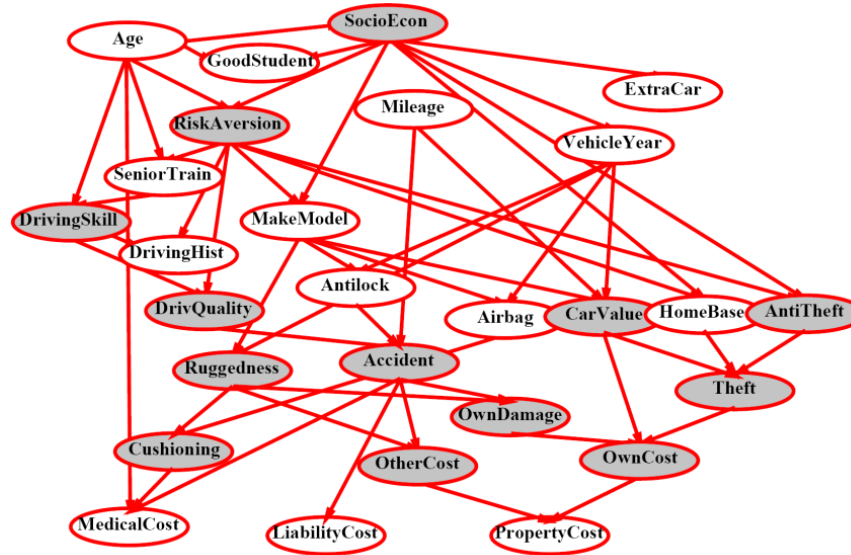 SocioEcon
Age
GoodStudent
ExtraCar
Mileage
RiskAversion
VehicleYear
SeniorTrain
DrivingSkill
MakeModel
DrivingHist
Antilock
DrivQuality
Airbag
CarValue
HomeBase
AntiTheft
Ruggedness
Accident
Theft
OwnDamage
Cushioning
OtherCost
OwnCost
MedicalCost
LiabilityCost
PropertyCost